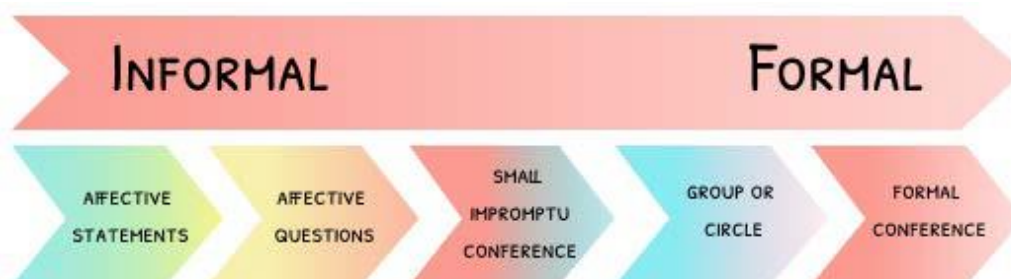 INFORMAL FORMAL
AFFECTIVE
STATEMENTS
AFFECTIVE
QUESTIONS
SMALL
IMPROMPTU
CONFERENCE
GROUP OR
CIRCLE
FORMAL
CONFERENCE